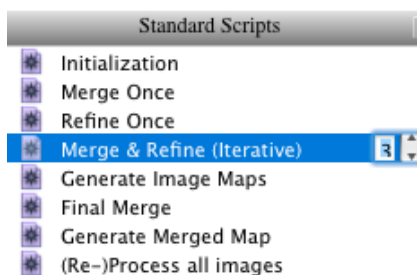 Standard Scripts
Initialization
Merge Once
Refine Once
Merge & Refine (Iterative) 3
Generate Image Maps
Final Merge
Generate Merged Map
(Re-)Process all images